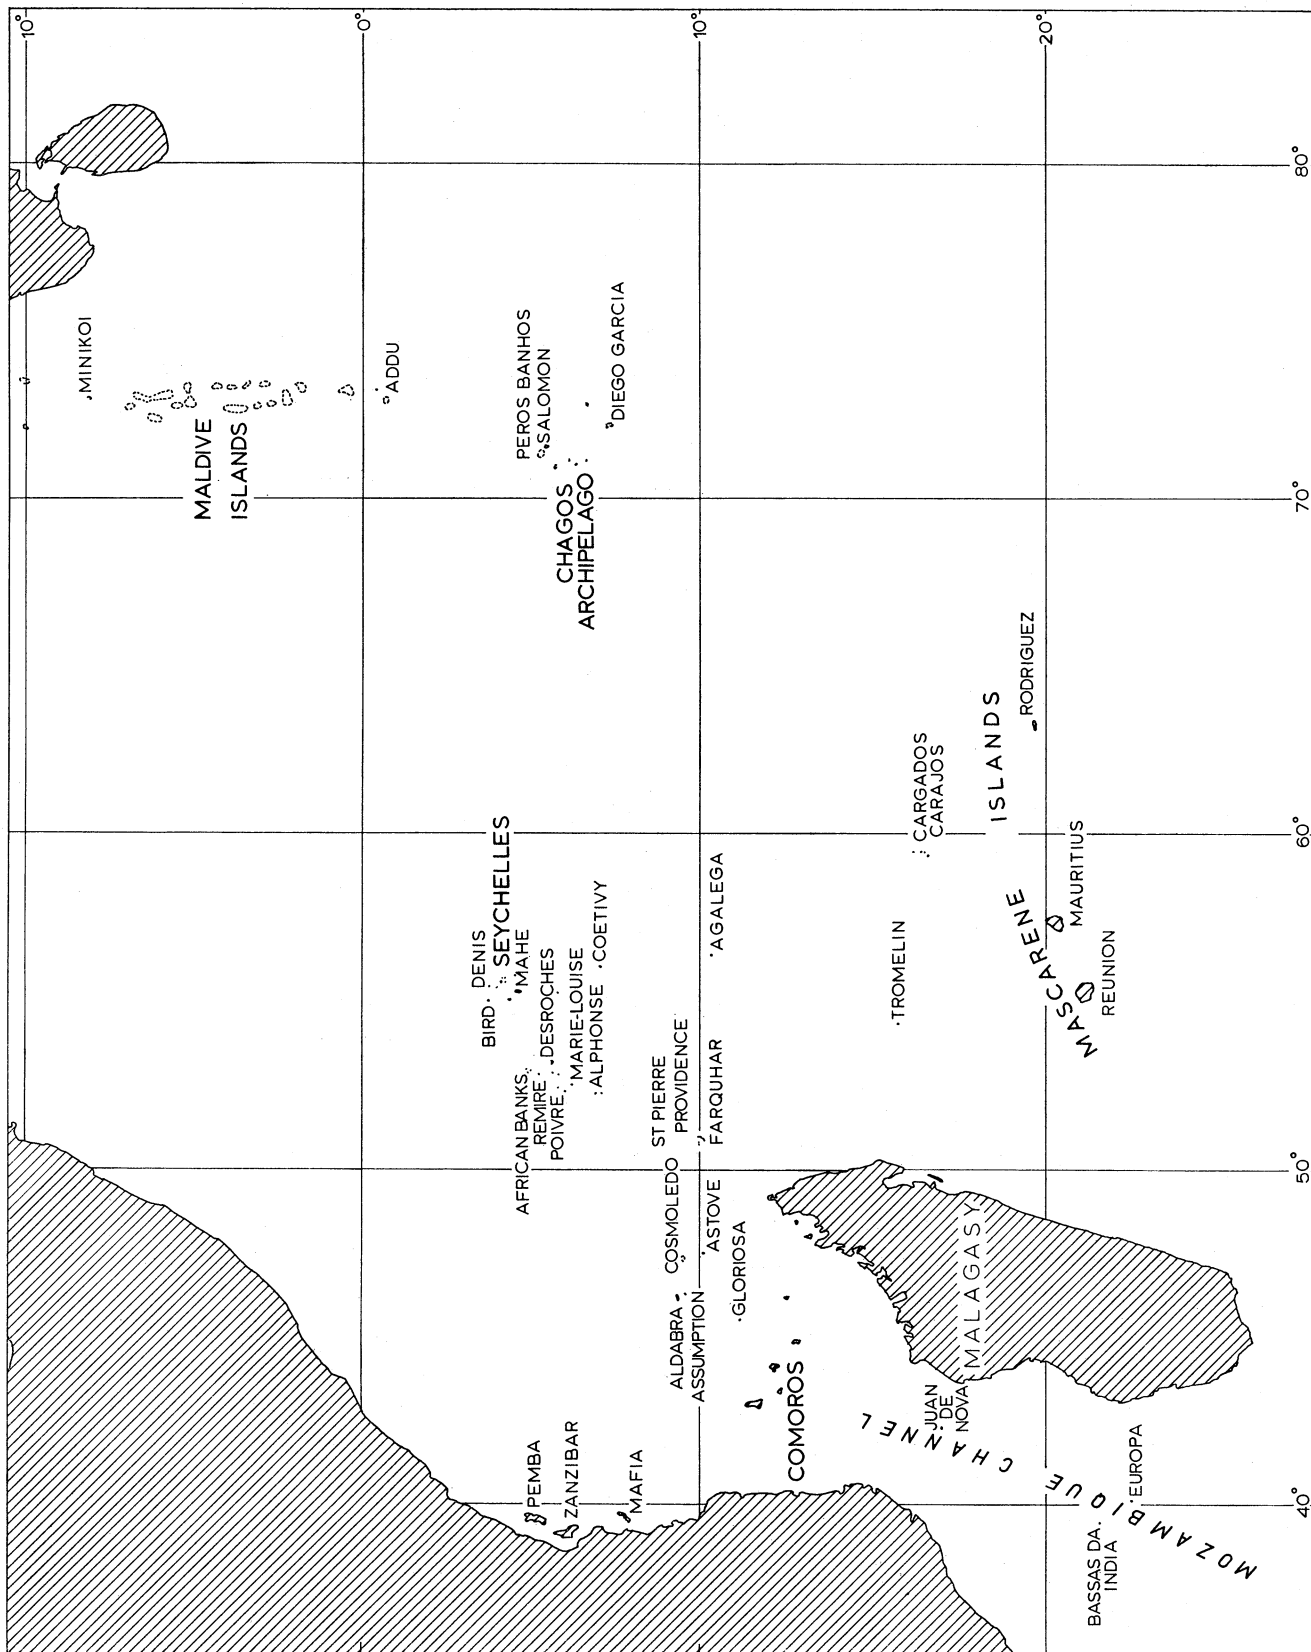 10°
0°
10°
20°
80°
70°
60°
50°
40°
MINIKOI
MALDIVE
ISLANDS
ADDU
PEROS BANHOS
SALOMON
DIEGO GARCIA
CHAGOS
ARCHIPELAGO
BIRD
DENIS
SEYCHELLES
MAHE
AFRICAN BANKS
REMIRE
DESROCHES
POIVRE
MARIE-LOUISE
ALPHONSE
COETIVY
ST PIERRE
PROVIDENCE
FARQUHAR
AGALEGA
CARGADOS
CARAJOS
TROMELIN
MASCARENE ISLANDS
RODRIGUEZ
MAURITIUS
REUNION
COSMOLEDO
ASTOVE
ALDABRA
ASSUMPTION
GLORIOSA
PEMBA
ZANZIBAR
MAFIA
COMOROS
MALAGASY
JUAN
DE
NOVA
MOZAMBIQUE CHANNEL
BASSAS DA
INDIA
EUROPA